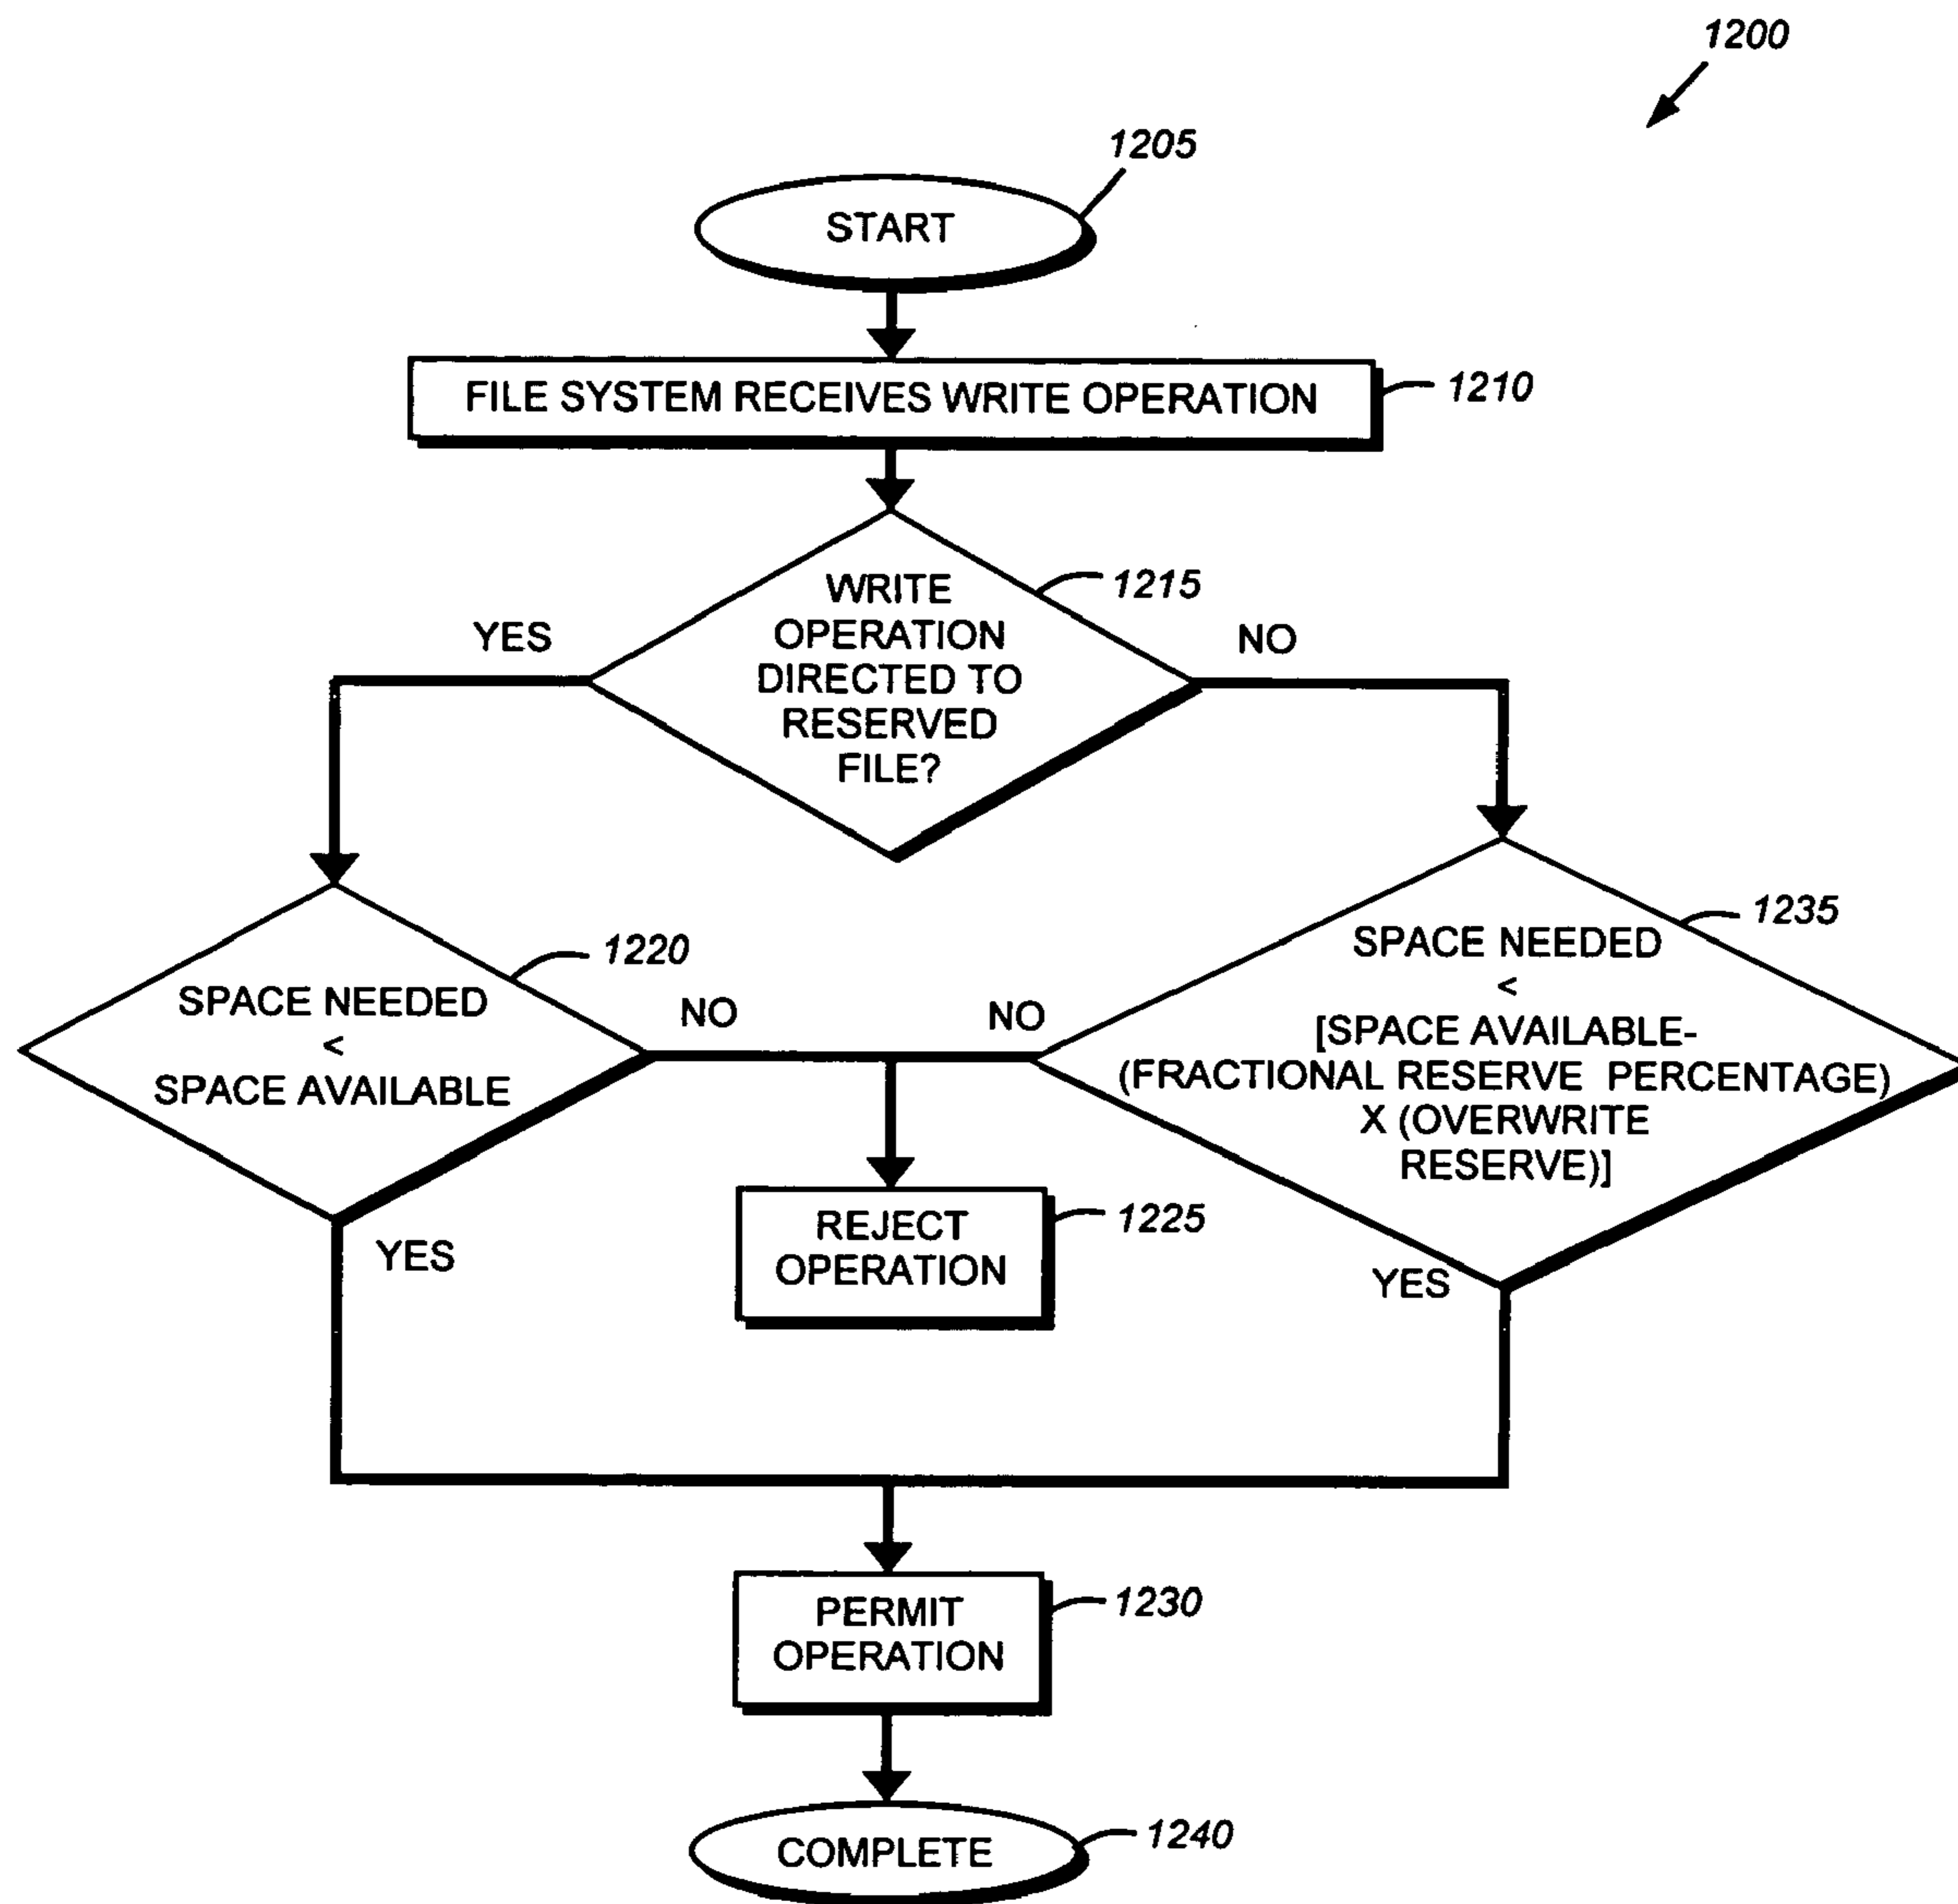 1200
1205
START
FILE SYSTEM RECEIVES WRITE OPERATION
1210
WRITE
OPERATION
DIRECTED TO
RESERVED
FILE?
1215
YES
NO
SPACE NEEDED
<
SPACE AVAILABLE
1220
NO
YES
NO
SPACE NEEDED
<
[SPACE AVAILABLE-
(FRACTIONAL RESERVE PERCENTAGE)
X (OVERWRITE
RESERVE)]
1235
YES
REJECT
OPERATION
1225
PERMIT
OPERATION
1230
COMPLETE
1240